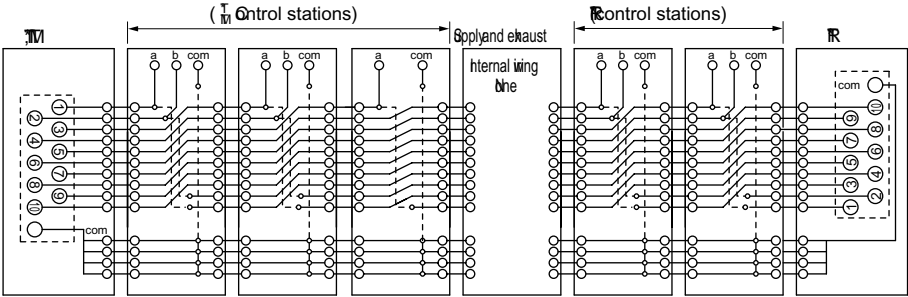 Control stations)
(control stations)
Supply and exhaust
Internal wiring
None
a b com
a b com
a com
a b com
a b com
1
2
3
4
5
6
7
8
9
10
com
com
10
9
8
7
6
5
4
3
2
1